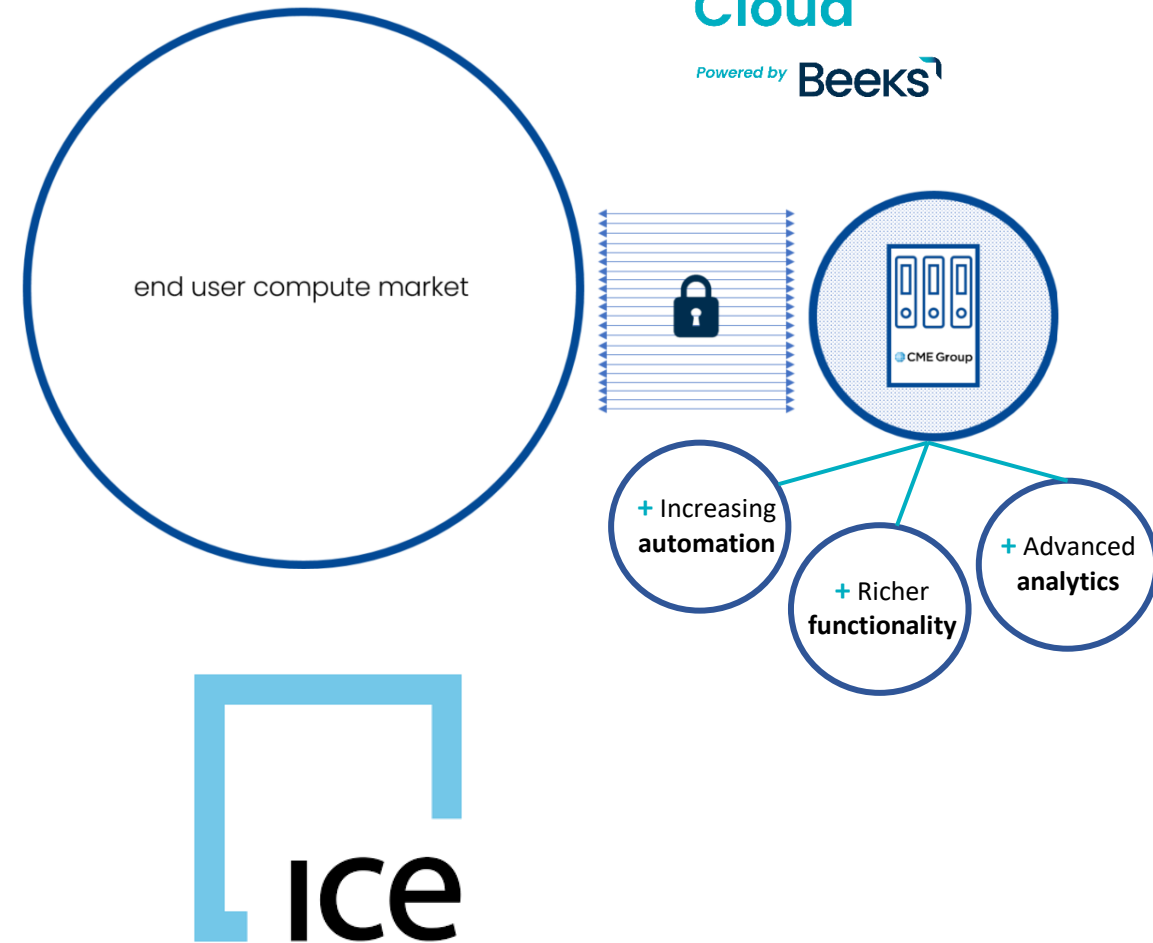 Cloud
Powered by Beeks
end user compute market
CME Group
+ Increasing
automation
+ Richer
functionality
+ Advanced
analytics
ice